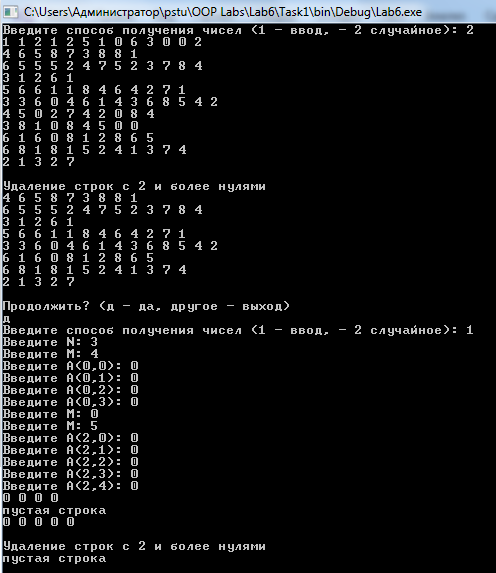 C:\Users\Администратор\pstu\OOP Labs\Lab6\Task1\bin\Debug\Lab6.exe
Введите способ получения чисел (1 - ввод, - 2 случайное): 2
1 1 2 1 2 5 1 0 6 3 0 0 2
4 6 5 8 7 3 8 8 1
6 5 5 5 2 4 7 5 2 3 7 8 4
3 1 2 6 1
5 6 6 1 1 8 4 6 4 2 7 1
3 3 6 0 4 6 1 4 3 6 8 5 4 2
4 5 0 2 7 4 2 0 8 4
3 8 1 0 8 4 5 0 0
6 1 6 0 8 1 2 8 6 5
6 8 1 8 1 5 2 4 1 3 7 4
2 1 3 2 7
Удаление строк с 2 и более нулями
4 6 5 8 7 3 8 8 1
6 5 5 5 2 4 7 5 2 3 7 8 4
3 1 2 6 1
5 6 6 1 1 8 4 6 4 2 7 1
3 3 6 0 4 6 1 4 3 6 8 5 4 2
6 1 6 0 8 1 2 8 6 5
6 8 1 8 1 5 2 4 1 3 7 4
2 1 3 2 7
Продолжить? (д - да, другое - выход)
д
Введите способ получения чисел (1 - ввод, - 2 случайное): 1
Введите N: 3
Введите M: 4
Введите A(0,0): 0
Введите A(0,1): 0
Введите A(0,2): 0
Введите A(0,3): 0
Введите M: 0
Введите M: 5
Введите A(2,0): 0
Введите A(2,1): 0
Введите A(2,2): 0
Введите A(2,3): 0
Введите A(2,4): 0
0 0 0 0
пустая строка
0 0 0 0 0
Удаление строк с 2 и более нулями
пустая строка